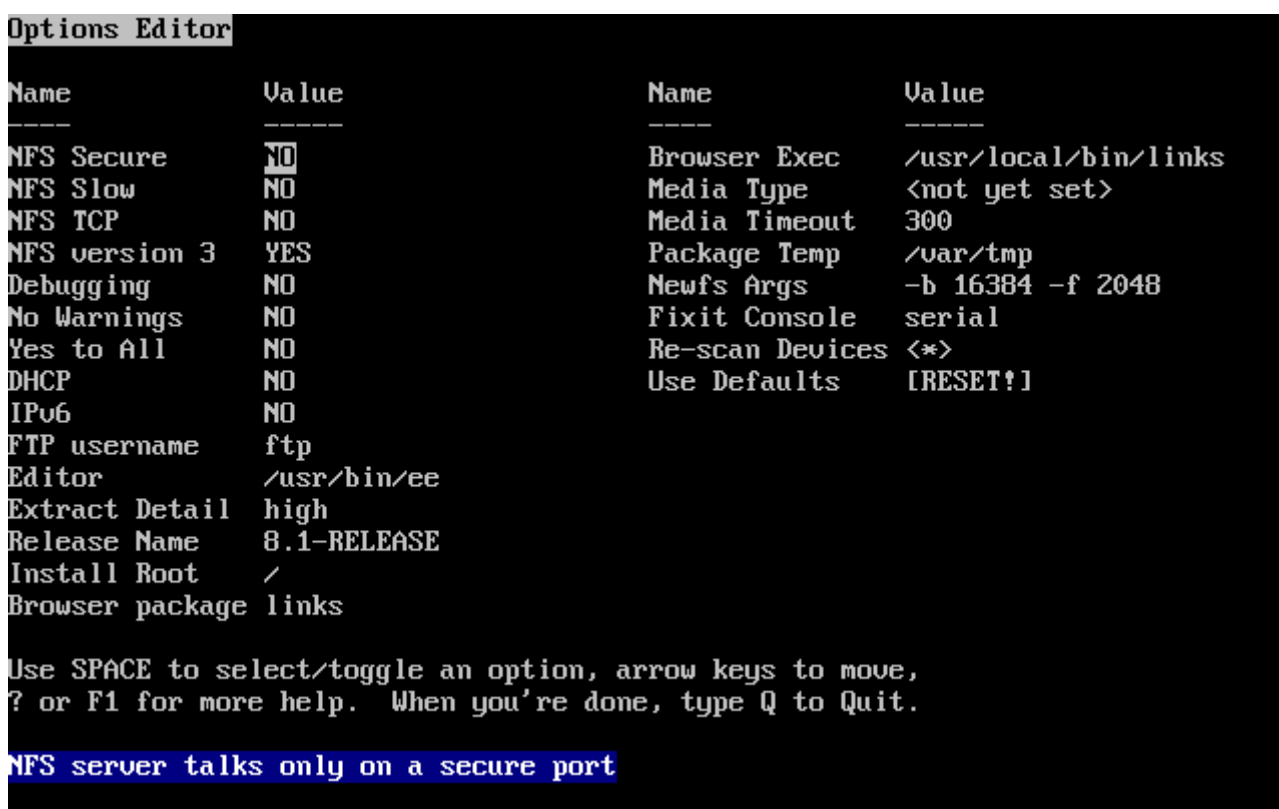 Options Editor
Name Value Name Value
---- ----- ---- -----
NFS Secure NO Browser Exec /usr/local/bin/links
NFS Slow NO Media Type <not yet set>
NFS TCP NO Media Timeout 300
NFS version 3 YES Package Temp /var/tmp
Debugging NO Newfs Args -b 16384 -f 2048
No Warnings NO Fixit Console serial
Yes to All NO Re-scan Devices <*>
DHCP NO Use Defaults [RESET!]
IPv6 NO
FTP username ftp
Editor /usr/bin/ee
Extract Detail high
Release Name 8.1-RELEASE
Install Root /
Browser package links
Use SPACE to select/toggle an option, arrow keys to move,
? or F1 for more help. When you're done, type Q to Quit.
NFS server talks only on a secure port